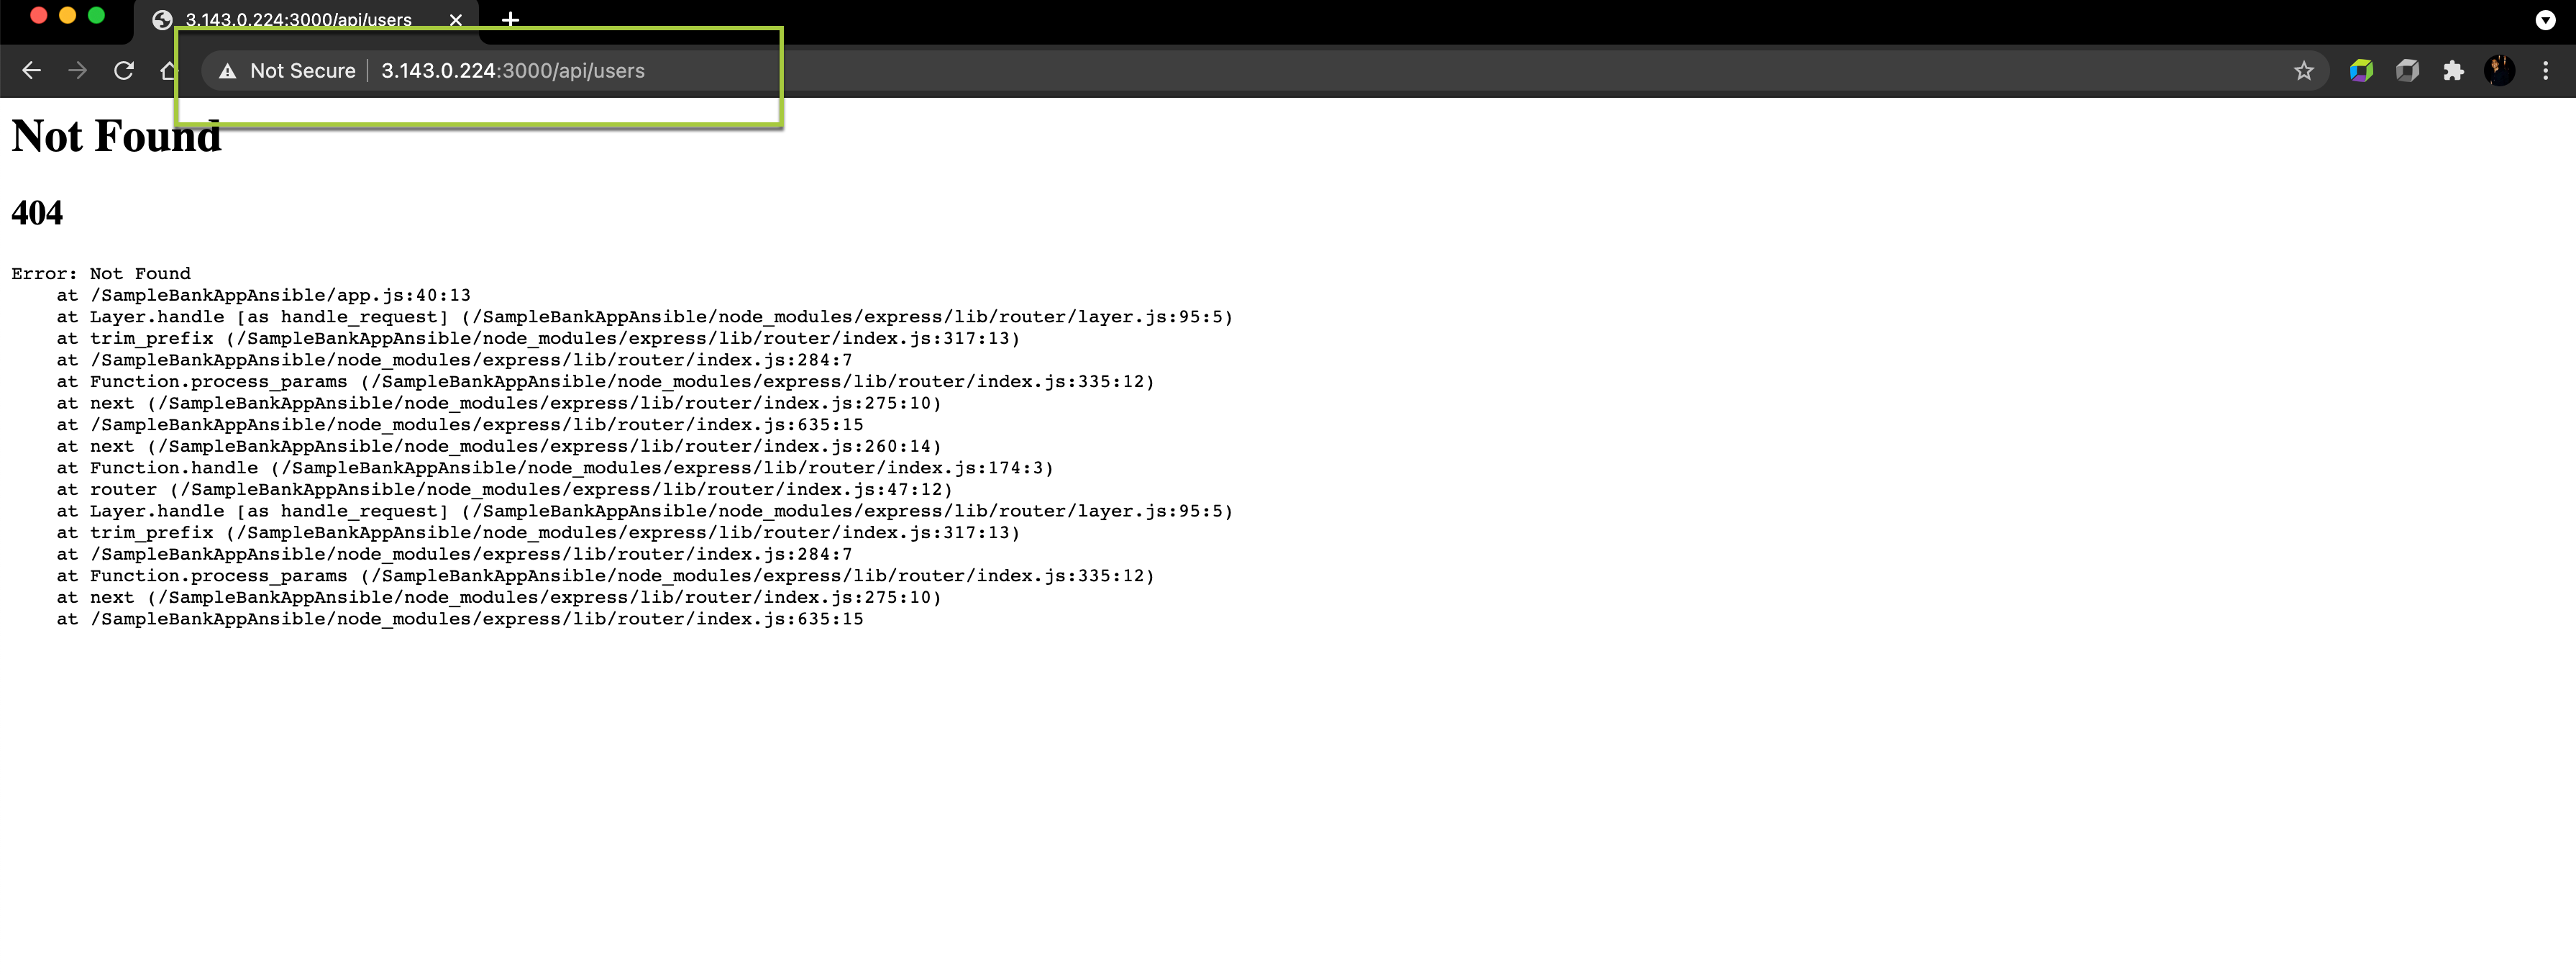 3.143.0.224:3000/api/users
Not Secure | 3.143.0.224:3000/api/users
Not Found
404
Error: Not Found
    at /SampleBankAppAnsible/app.js:40:13
    at Layer.handle [as handle_request] (/SampleBankAppAnsible/node_modules/express/lib/router/layer.js:95:5)
    at trim_prefix (/SampleBankAppAnsible/node_modules/express/lib/router/index.js:317:13)
    at /SampleBankAppAnsible/node_modules/express/lib/router/index.js:284:7
    at Function.process_params (/SampleBankAppAnsible/node_modules/express/lib/router/index.js:335:12)
    at next (/SampleBankAppAnsible/node_modules/express/lib/router/index.js:275:10)
    at /SampleBankAppAnsible/node_modules/express/lib/router/index.js:635:15
    at next (/SampleBankAppAnsible/node_modules/express/lib/router/index.js:260:14)
    at Function.handle (/SampleBankAppAnsible/node_modules/express/lib/router/index.js:174:3)
    at router (/SampleBankAppAnsible/node_modules/express/lib/router/index.js:47:12)
    at Layer.handle [as handle_request] (/SampleBankAppAnsible/node_modules/express/lib/router/layer.js:95:5)
    at trim_prefix (/SampleBankAppAnsible/node_modules/express/lib/router/index.js:317:13)
    at /SampleBankAppAnsible/node_modules/express/lib/router/index.js:284:7
    at Function.process_params (/SampleBankAppAnsible/node_modules/express/lib/router/index.js:335:12)
    at next (/SampleBankAppAnsible/node_modules/express/lib/router/index.js:275:10)
    at /SampleBankAppAnsible/node_modules/express/lib/router/index.js:635:15